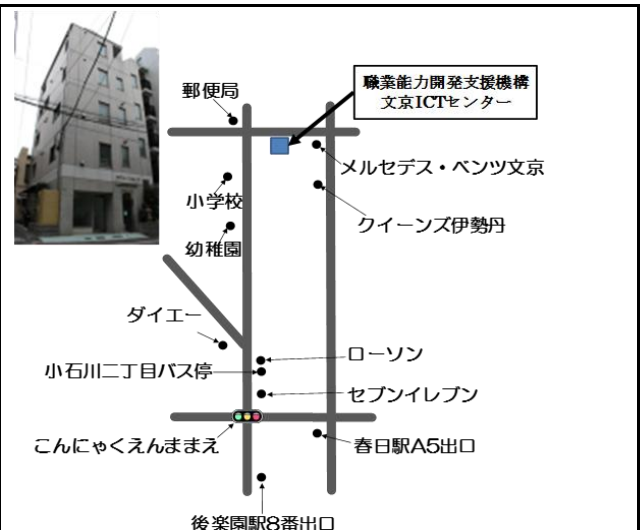 職業能力開発支援機構
文京ICTセンター
郵便局
メルセデス・ベンツ文京
小学校
クイーンズ伊勢丹
幼稚園
ダイエー
ローソン
小石川二丁目バス停
セブンイレブン
こんにゃくえんままえ
春日駅A5出口
後楽園駅8番出口